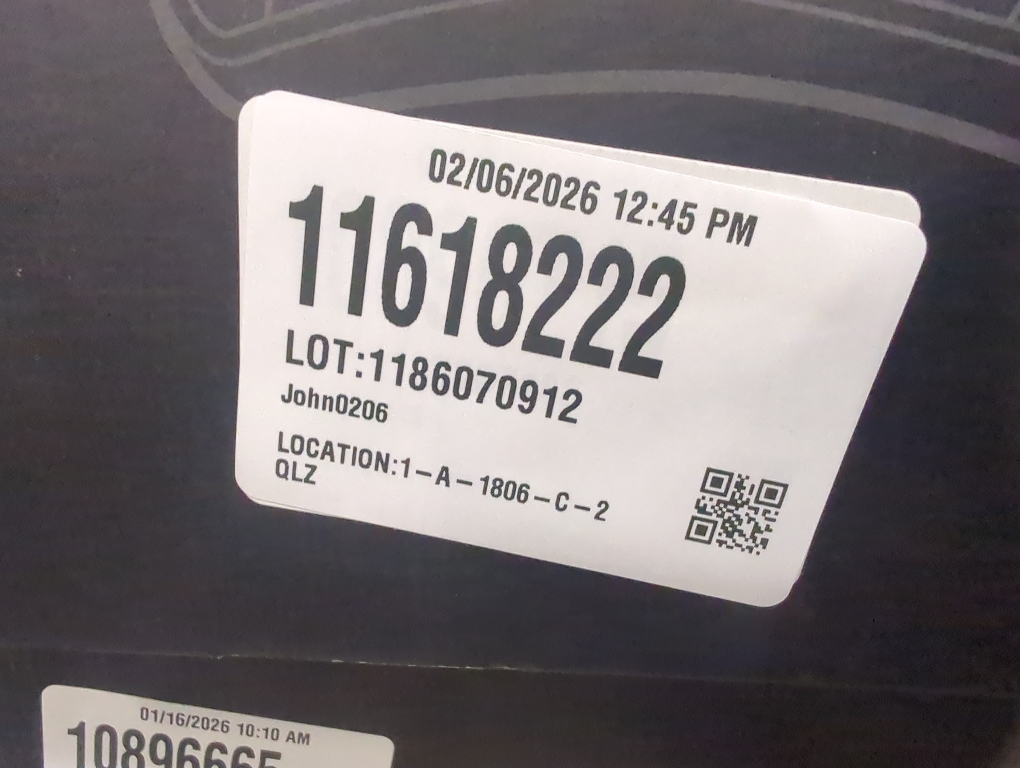 02/06/2026 12:45 PM
11618222
LOT:1186070912
John0206
LOCATION:1-A-1806-C-2
QLZ
01/16/2026 10:10 AM
10896665